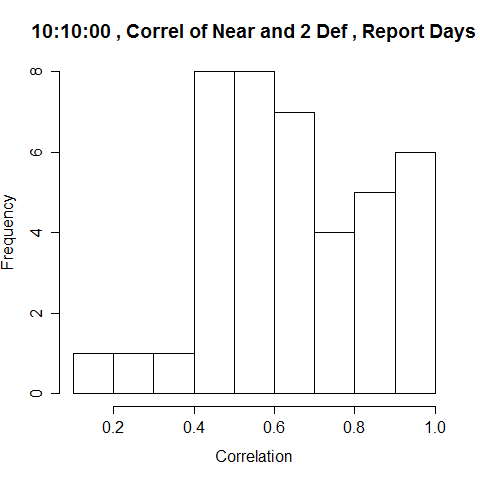 10:10:00 , Correl of Near and 2 Def , Report Days
8
6
4
2
0
Frequency
0.2 0.4 0.6 0.8 1.0
Correlation